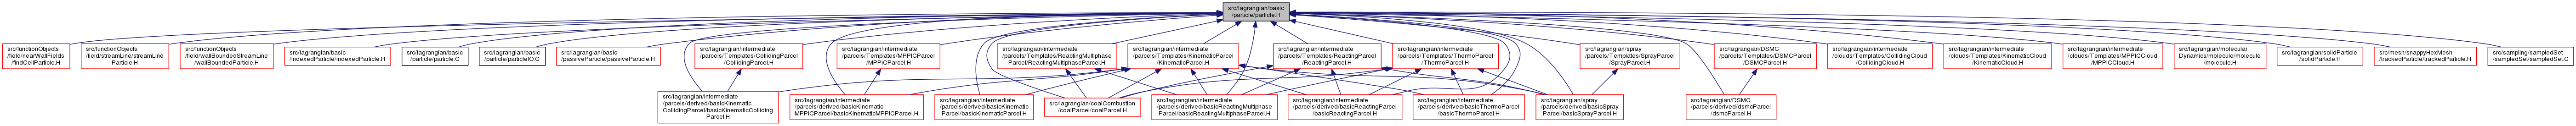 src/lagrangian/basic
/particle/particle.H
src/functionObjects
/field/nearWallFields
/findCellParticle.H
src/functionObjects
/field/streamLine/streamLine
Particle.H
src/functionObjects
/field/wallBoundedStreamLine
/wallBoundedParticle.H
src/lagrangian/basic
/indexedParticle/indexedParticle.H
src/lagrangian/basic
/particle/particle.C
src/lagrangian/basic
/particle/particleIO.C
src/lagrangian/basic
/passiveParticle/passiveParticle.H
src/lagrangian/intermediate
/parcels/Templates/CollidingParcel
/CollidingParcel.H
src/lagrangian/intermediate
/parcels/Templates/MPPICParcel
/MPPICParcel.H
src/lagrangian/intermediate
/parcels/Templates/ReactingMultiphase
Parcel/ReactingMultiphaseParcel.H
src/lagrangian/intermediate
/parcels/Templates/KinematicParcel
/KinematicParcel.H
src/lagrangian/intermediate
/parcels/Templates/ReactingParcel
/ReactingParcel.H
src/lagrangian/intermediate
/parcels/Templates/ThermoParcel
/ThermoParcel.H
src/lagrangian/spray
/parcels/Templates/SprayParcel
/SprayParcel.H
src/lagrangian/DSMC
/parcels/Templates/DSMCParcel
/DSMCParcel.H
src/lagrangian/intermediate
/clouds/Templates/CollidingCloud
/CollidingCloud.H
src/lagrangian/intermediate
/clouds/Templates/KinematicCloud
/KinematicCloud.H
src/lagrangian/intermediate
/clouds/Templates/MPPICCloud
/MPPICCloud.H
src/lagrangian/molecular
Dynamics/molecule/molecule
/molecule.H
src/lagrangian/solidParticle
/solidParticle.H
src/mesh/snappyHexMesh
/trackedParticle/trackedParticle.H
src/sampling/sampledSet
/sampledSet/sampledSet.C
src/lagrangian/intermediate
/parcels/derived/basicKinematic
CollidingParcel/basicKinematicColliding
Parcel.H
src/lagrangian/intermediate
/parcels/derived/basicKinematic
MPPICParcel/basicKinematicMPPICParcel.H
src/lagrangian/intermediate
/parcels/derived/basicKinematic
Parcel/basicKinematicParcel.H
src/lagrangian/coalCombustion
/coalParcel/coalParcel.H
src/lagrangian/intermediate
/parcels/derived/basicReactingMultiphase
Parcel/basicReactingMultiphaseParcel.H
src/lagrangian/intermediate
/parcels/derived/basicReactingParcel
/basicReactingParcel.H
src/lagrangian/intermediate
/parcels/derived/basicThermoParcel
/basicThermoParcel.H
src/lagrangian/spray
/parcels/derived/basicSpray
Parcel/basicSprayParcel.H
src/lagrangian/DSMC
/parcels/derived/dsmcParcel
/dsmcParcel.H